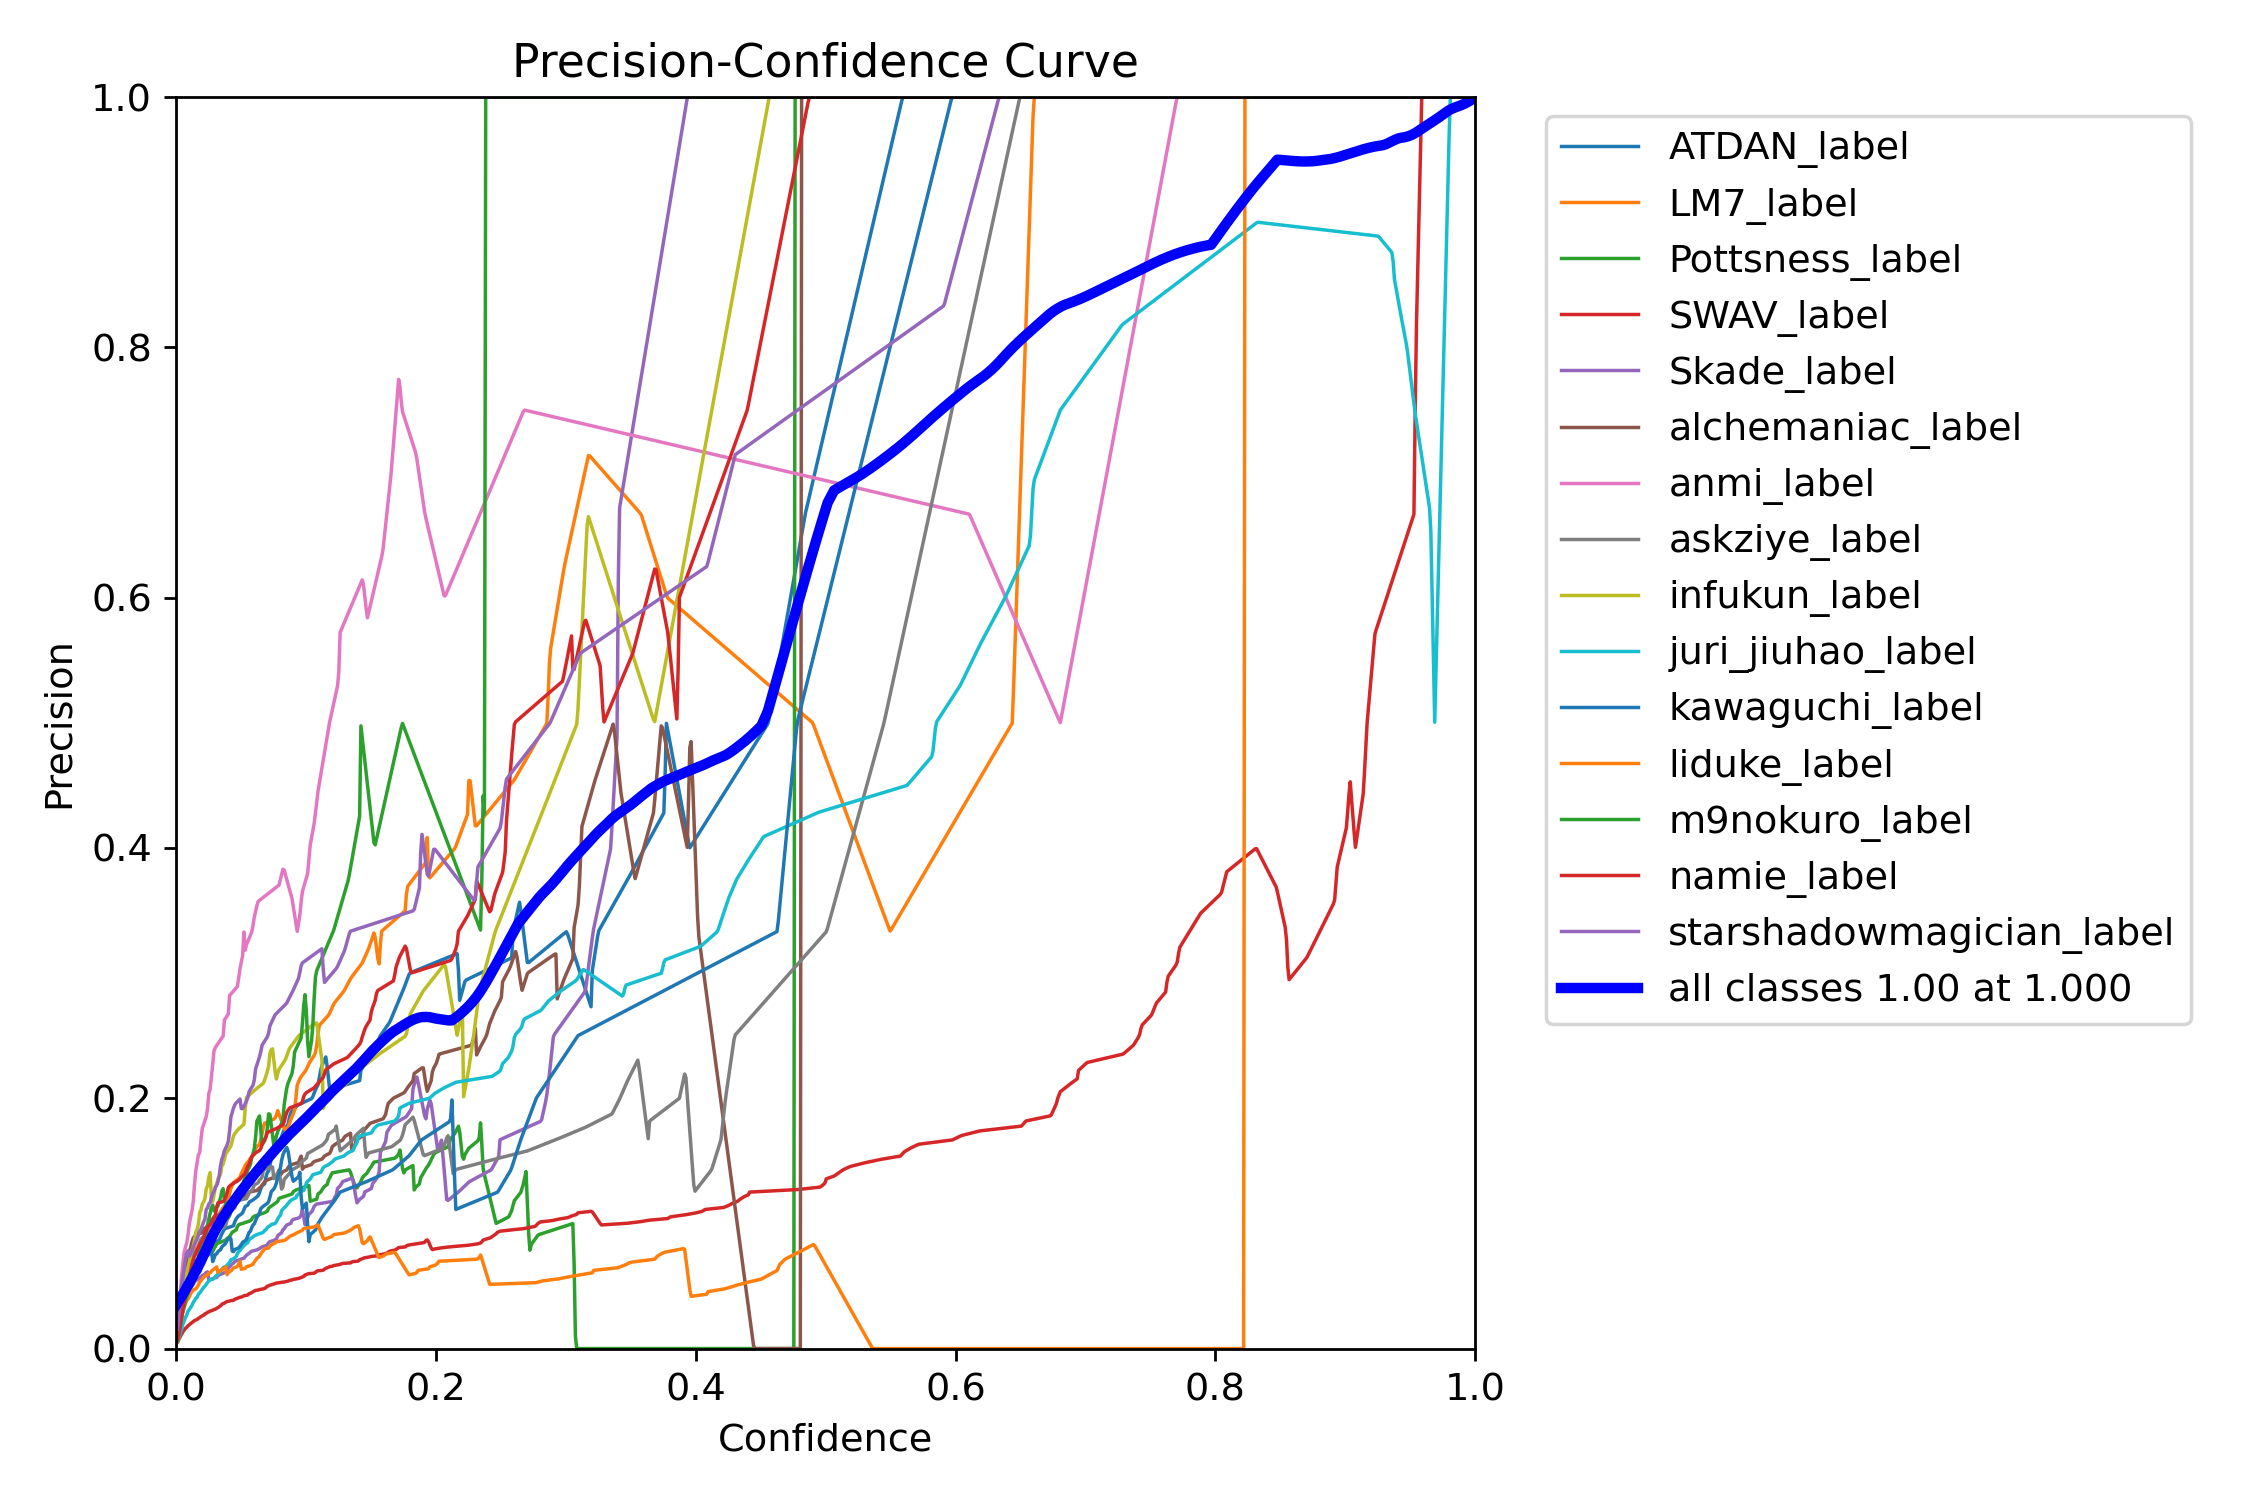 Precision-Confidence Curve
1.0
0.8
0.6
0.4
0.2
0.0
Precision
0.0 0.2 0.4 0.6 0.8 1.0
Confidence
ATDAN_label
LM7_label
Pottsness_label
SWAV_label
Skade_label
alchemaniac_label
anmi_label
askziye_label
infukun_label
juri_jiuhao_label
kawaguchi_label
liduke_label
m9nokuro_label
namie_label
starshadowmagician_label
all classes 1.00 at 1.000